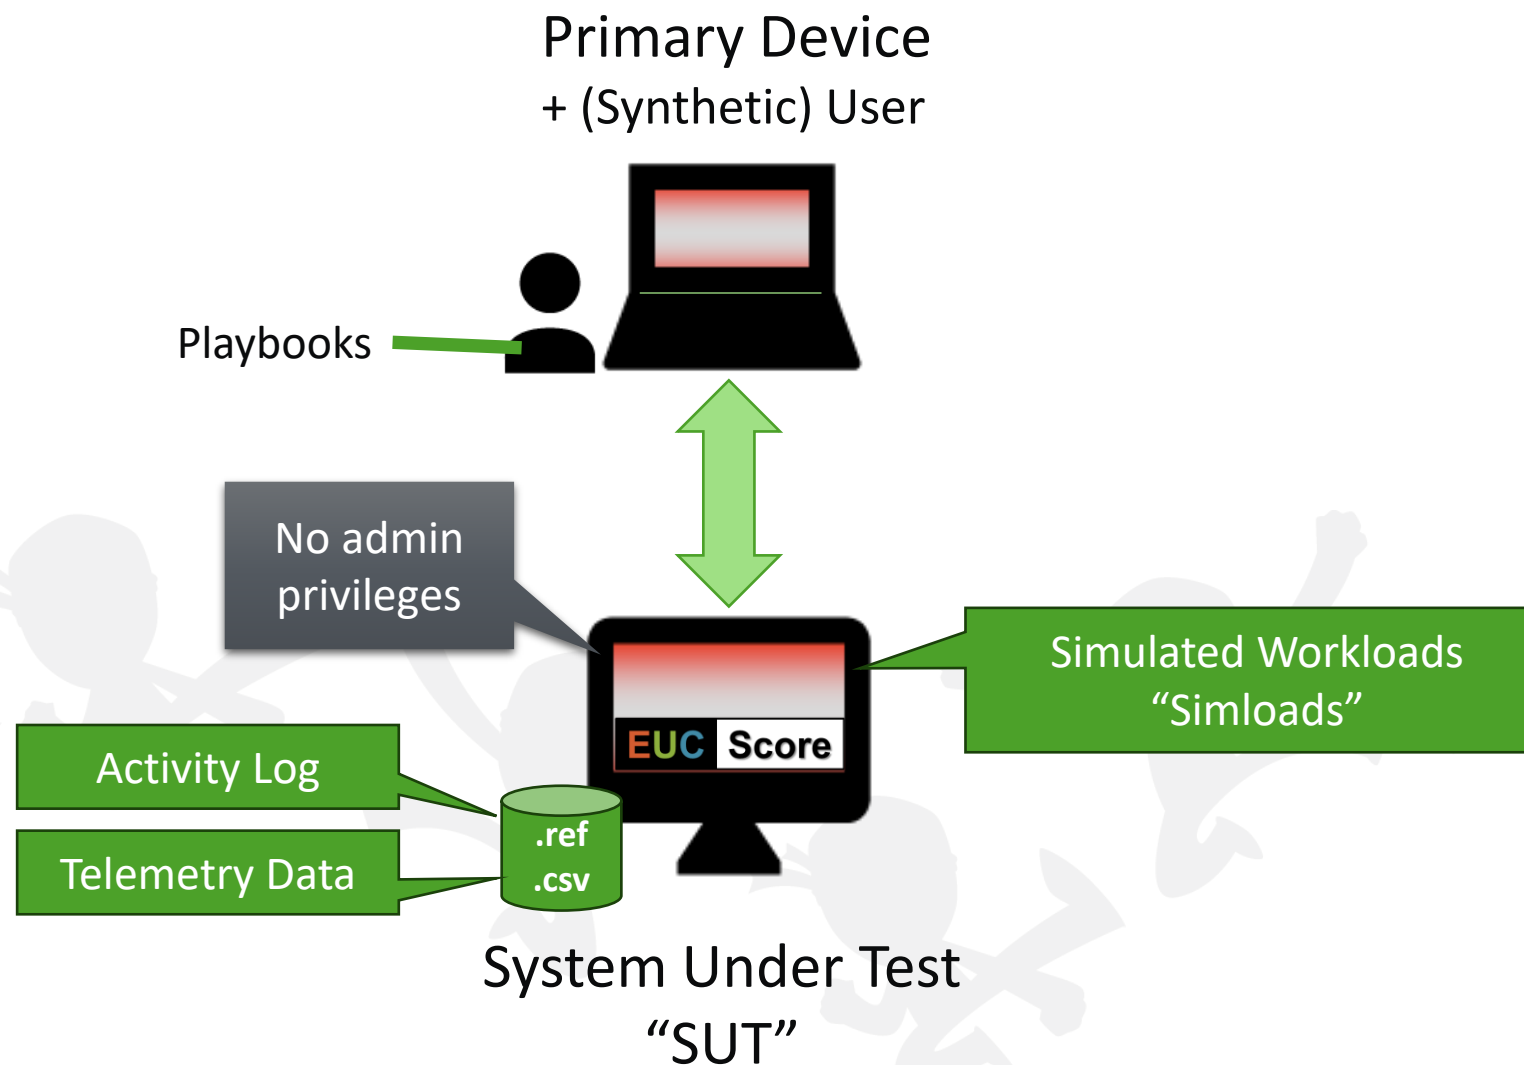 Primary Device
+ (Synthetic) User
Playbooks
No admin
privileges
Simulated Workloads
“Simloads”
EUC Score
Activity Log
Telemetry Data
.ref
.csv
System Under Test
“SUT”